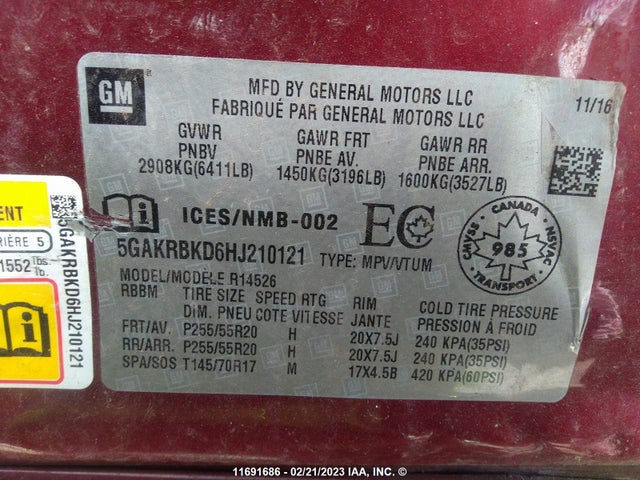 GM
MFD BY GENERAL MOTORS LLC
FABRIQUÉ PAR GENERAL MOTORS LLC
11/16
GVWR GAWR FRT GAWR RR
PNBV PNBE AV. PNBE ARR.
2908KG(6411LB) 1450KG(3196LB) 1600KG(3527LB)
ICES/NMB-002 EC
CANADA
CMVSS NSVAC
985
5GAKRBKD6HJ210121 TYPE: MPV/VTUM
MODEL/MODÈLE R14526
RBBM TIRE SIZE SPEED RTG RIM COLD TIRE PRESSURE
DIM. PNEU COTE VITESSE JANTE PRESSION À FROID
FRT/AV. P255/55R20 H 20X7.5J 240 KPA(35PSI)
RR/ARR. P255/55R20 H 20X7.5J 240 KPA(35PSI)
SPA/SOS T145/70R17 M 17X4.5B 420 KPA(60PSI)
ENT
RIÈRE 5
1552 lbs.
lb.
5GAKRBKD6HJ210121
11691686 - 02/21/2023 IAA, INC. ©